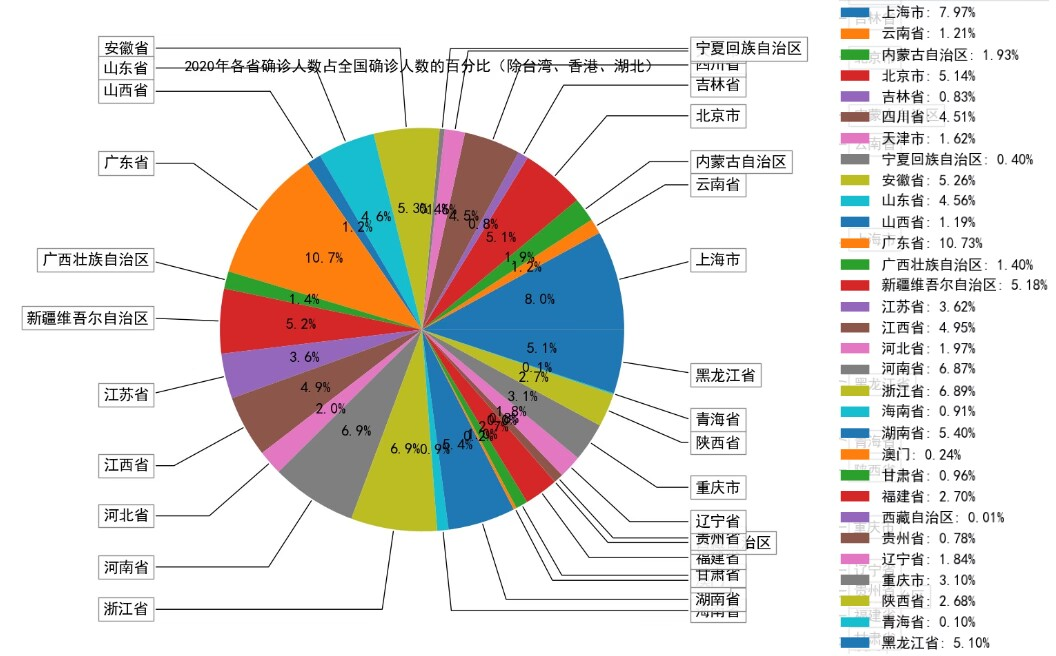 2020年各省确诊人数占全国确诊人数的百分比（除台湾、香港、湖北）
安徽省
山东省
山西省
广东省
广西壮族自治区
新疆维吾尔自治区
江苏省
江西省
河北省
河南省
浙江省
宁夏回族自治区
四川省
吉林省
北京市
内蒙古自治区
云南省
上海市
黑龙江省
青海省
陕西省
重庆市
辽宁省
贵州省
治区
福建省
甘肃省
湖南省
海南省
8.0%
1.2%
1.9%
5.1%
0.8%
4.5%
5.3%
4.6%
1.2%
10.7%
1.4%
5.2%
3.6%
4.9%
2.0%
6.9%
6.9%
0.9%
5.4%
3.1%
2.7%
0.1%
5.1%
上海市: 7.97%
云南省: 1.21%
内蒙古自治区: 1.93%
北京市: 5.14%
吉林省: 0.83%
四川省: 4.51%
天津市: 1.62%
宁夏回族自治区: 0.40%
安徽省: 5.26%
山东省: 4.56%
山西省: 1.19%
广东省: 10.73%
广西壮族自治区: 1.40%
新疆维吾尔自治区: 5.18%
江苏省: 3.62%
江西省: 4.95%
河北省: 1.97%
河南省: 6.87%
浙江省: 6.89%
海南省: 0.91%
湖南省: 5.40%
澳门: 0.24%
甘肃省: 0.96%
福建省: 2.70%
西藏自治区: 0.01%
贵州省: 0.78%
辽宁省: 1.84%
重庆市: 3.10%
陕西省: 2.68%
青海省: 0.10%
黑龙江省: 5.10%